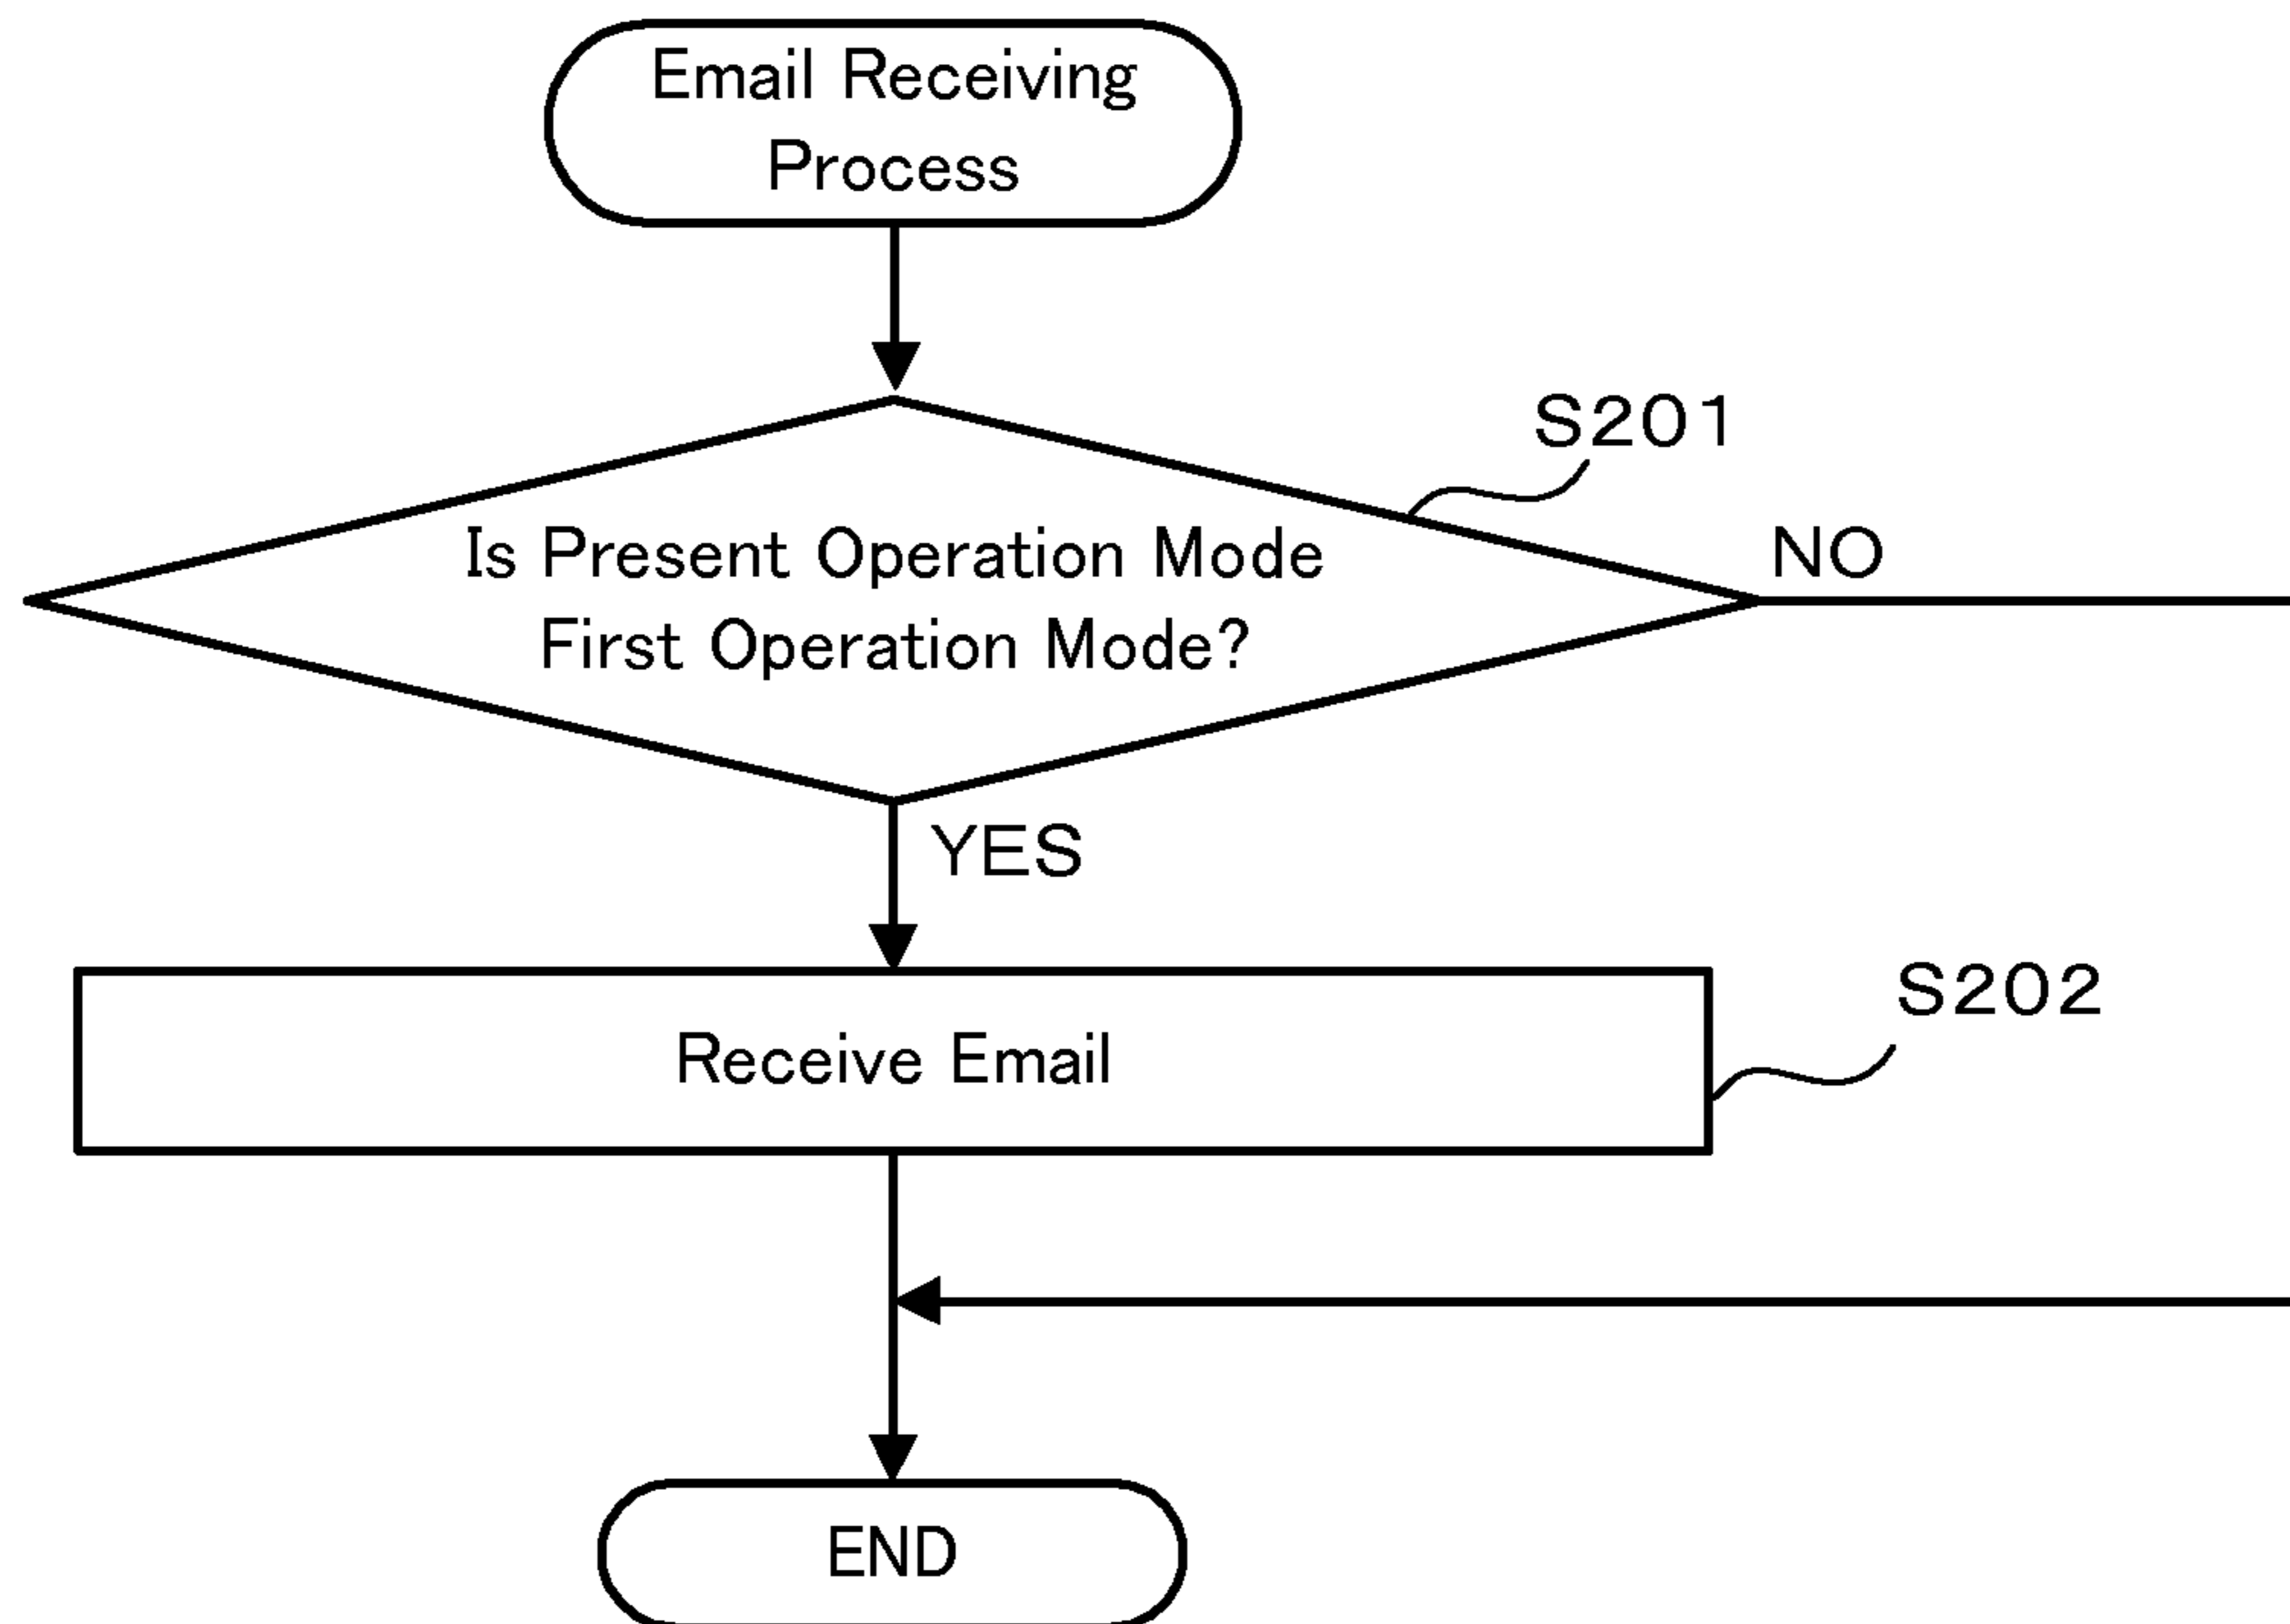 Email Receiving
Process
S201
Is Present Operation Mode
First Operation Mode?
NO
YES
S202
Receive Email
END